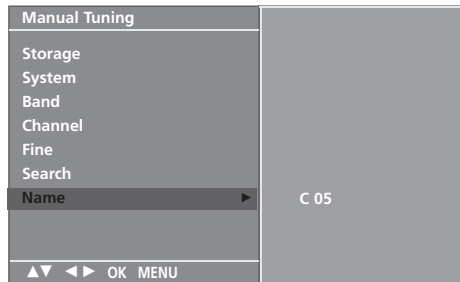 Manual Tuning
Storage
System
Band
Channel
Fine
Search
Name ► C 05
▲▼ ◄► OK MENU